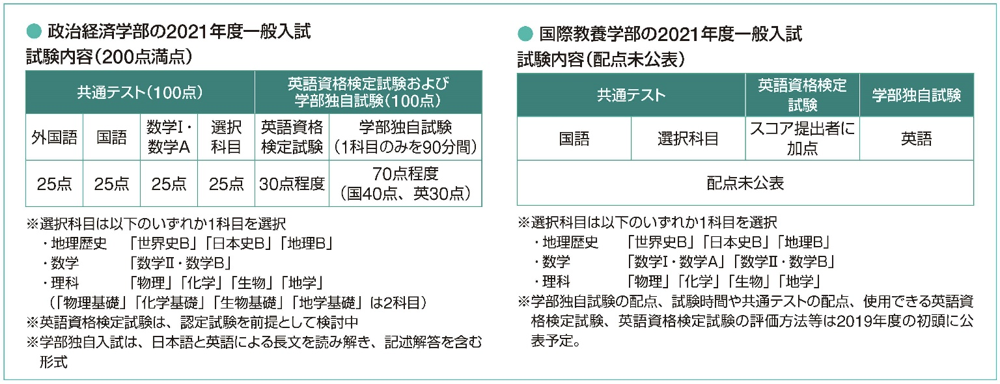 ● 政治経済学部の2021年度一般入試
試験内容（200点満点）
共通テスト（100点）
英語資格検定試験および
学部独自試験（100点）
外国語
国語
数学Ⅰ・
数学A
選択
科目
英語資格
検定試験
学部独自試験
（1科目のみを90分間）
25点
25点
25点
25点
30点程度
70点程度
（国40点、英30点）
※選択科目は以下のいずれか1科目を選択
・地理歴史 「世界史B」「日本史B」「地理B」
・数学 「数学Ⅱ・数学B」
・理科 「物理」「化学」「生物」「地学」
（「物理基礎」「化学基礎」「生物基礎」「地学基礎」は2科目）
※英語資格検定試験は、認定試験を前提として検討中
※学部独自入試は、日本語と英語による長文を読み解き、記述解答を含む
形式
● 国際教養学部の2021年度一般入試
試験内容（配点未公表）
共通テスト
英語資格検定
試験
学部独自試験
国語
選択科目
スコア提出者に
加点
英語
配点未公表
※選択科目は以下のいずれか1科目を選択
・地理歴史 「世界史B」「日本史B」「地理B」
・数学 「数学Ⅰ・数学A」「数学Ⅱ・数学B」
・理科 「物理」「化学」「生物」「地学」
※学部独自試験の配点、試験時間や共通テストの配点、使用できる英語資
格検定試験、英語資格検定試験の評価方法等は2019年度の初頭に公
表予定。